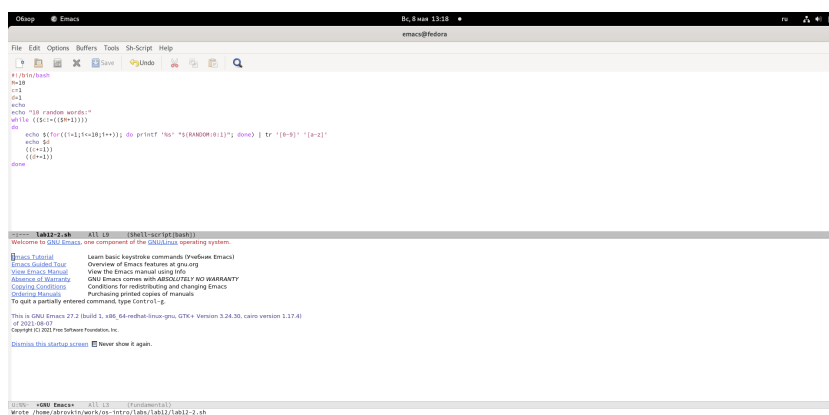 Обзор Emacs Вс, 8 мая 13:18 ru
emacs@fedora
File Edit Options Buffers Tools Sh-Script Help
Save Undo
#!/bin/bash
M=10
c=1
d=1
echo
echo "10 random words:"
while (($c!=(($M+1))))
do
echo $(for((i=1;i<=10;i++)); do printf '%s' "${RANDOM:0:1}"; done) | tr '[0-9]' '[a-z]'
echo $d
((c+=1))
((d+=1))
done
-:--- lab12-2.sh All L9 (Shell-script[bash])
Welcome to GNU Emacs, one component of the GNU/Linux operating system.
Emacs Tutorial Learn basic keystroke commands (Учебник Emacs)
Emacs Guided Tour Overview of Emacs features at gnu.org
View Emacs Manual View the Emacs manual using Info
Absence of Warranty GNU Emacs comes with ABSOLUTELY NO WARRANTY
Copying Conditions Conditions for redistributing and changing Emacs
Ordering Manuals Purchasing printed copies of manuals
To quit a partially entered command, type Control-g.
This is GNU Emacs 27.2 (build 1, x86_64-redhat-linux-gnu, GTK+ Version 3.24.30, cairo version 1.17.4)
of 2021-08-07
Copyright (C) 2021 Free Software Foundation, Inc.
Dismiss this startup screen Never show it again.
U:%%- *GNU Emacs* All L3 (Fundamental)
Wrote /home/abrovkin/work/os-intro/labs/lab12/lab12-2.sh